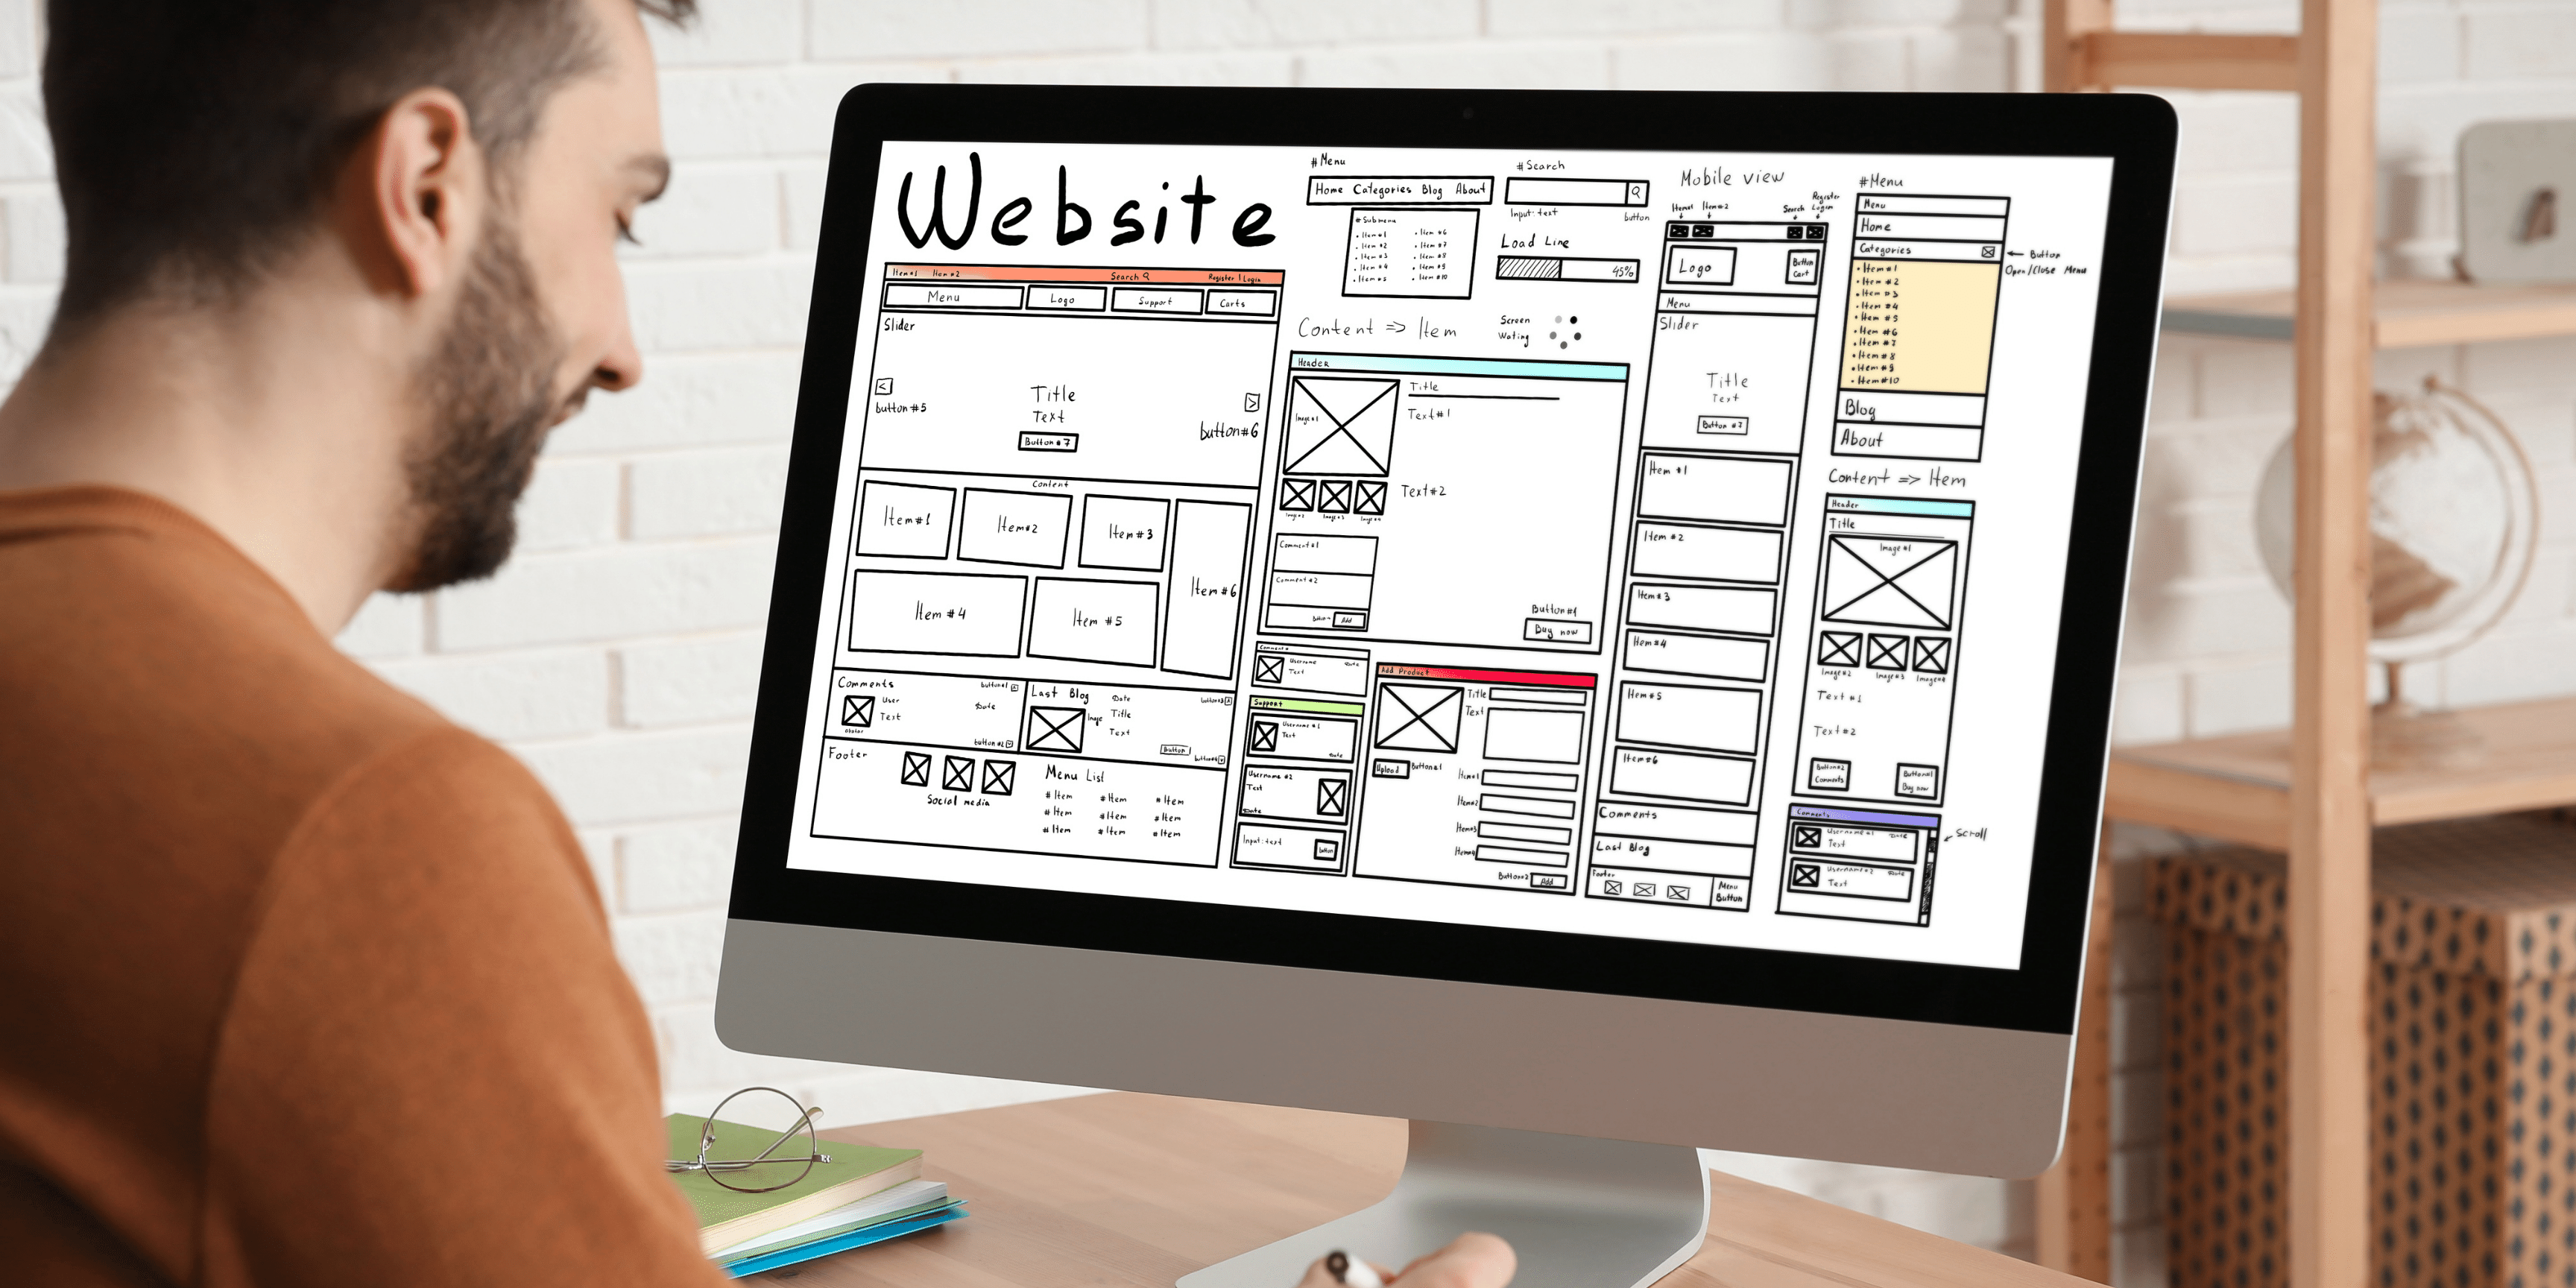 Website
Item#1 Item#2 Search Register | Login
Menu Logo Support Carts
Slider
<
button#5
Title
Text
Button#7
>
button#6
Content
Item#1 Item#2 Item#3
Item#4 Item#5 Item#6
Comments button#1
User Date
Text
button#2
Last Blog Date
Image Title
Text
Button
Footer
Social media
Menu List
#Item #Item #Item
#Item #Item #Item
#Item #Item #Item
#Menu
Home Categories Blog About
#Submenu
• Item#1 • Item#6
• Item#2 • Item#7
• Item#3 • Item#8
• Item#4 • Item#9
• Item #10
#Search
Input: text button
Load Line
45%
Content => Item
Screen
Wating
Header
Image#1
Title
Text#1
Text#2
Comment#1
Comment#2
Add
Button#1
Buy now
Comments
Username Date
Text
Support
Username #1
Text
Date
Username #2
Text
Date
Input: text button
Add Product
Title
Text
Upload Button#1
Item#1
Item#2
Item#3
Item#4
Button#2 Add
Mobile view
Item#1 Item#2 Search Register
Login
Logo Button
Cart
Menu
Slider
Title
Text
Button #7
Item #1
Item #2
Item #3
Item #4
Item #5
Item #6
Comments
Last Blog
Footer
Menu
Button
#Menu
Menu
Home
Categories
Button
Open/Close Menu
• Item #1
• Item #2
• Item #3
• Item #4
• Item #5
• Item #6
• Item #7
• Item #8
• Item #9
• Item #10
Blog
About
Content => Item
Header
Title
Image #1
Image#2 Image#3 Image#4
Text #1
Text #2
Button#2
Comments
Button#1
Buy now
Comments
Username#1 Date
Text
Username#2 Date
Text
Scroll